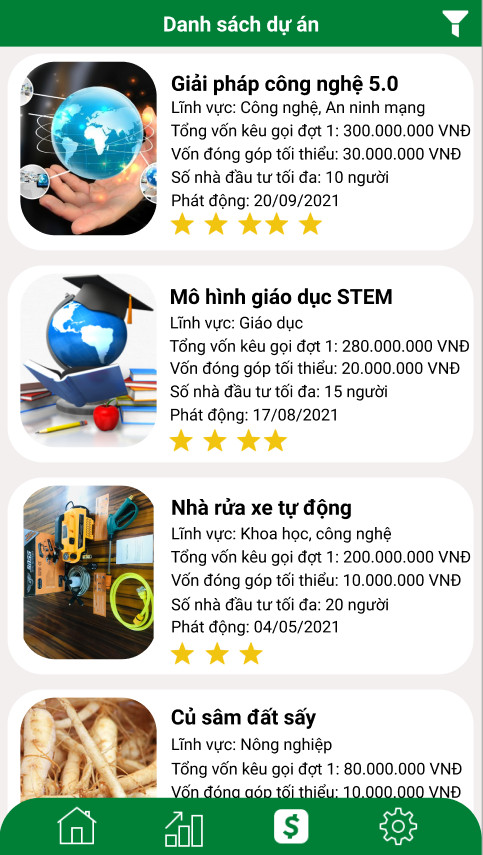 Danh sách dự án
Giải pháp công nghệ 5.0
Lĩnh vực: Công nghệ, An ninh mạng
Tổng vốn kêu gọi đợt 1: 300.000.000 VNĐ
Vốn đóng góp tối thiểu: 30.000.000 VNĐ
Số nhà đầu tư tối đa: 10 người
Phát động: 20/09/2021
Mô hình giáo dục STEM
Lĩnh vực: Giáo dục
Tổng vốn kêu gọi đợt 1: 280.000.000 VNĐ
Vốn đóng góp tối thiểu: 20.000.000 VNĐ
Số nhà đầu tư tối đa: 15 người
Phát động: 17/08/2021
Nhà rửa xe tự động
Lĩnh vực: Khoa học, công nghệ
Tổng vốn kêu gọi đợt 1: 200.000.000 VNĐ
Vốn đóng góp tối thiểu: 10.000.000 VNĐ
Số nhà đầu tư tối đa: 20 người
Phát động: 04/05/2021
Củ sâm đất sấy
Lĩnh vực: Nông nghiệp
Tổng vốn kêu gọi đợt 1: 80.000.000 VNĐ
Vốn đóng góp tối thiểu: 10.000.000 VNĐ
$